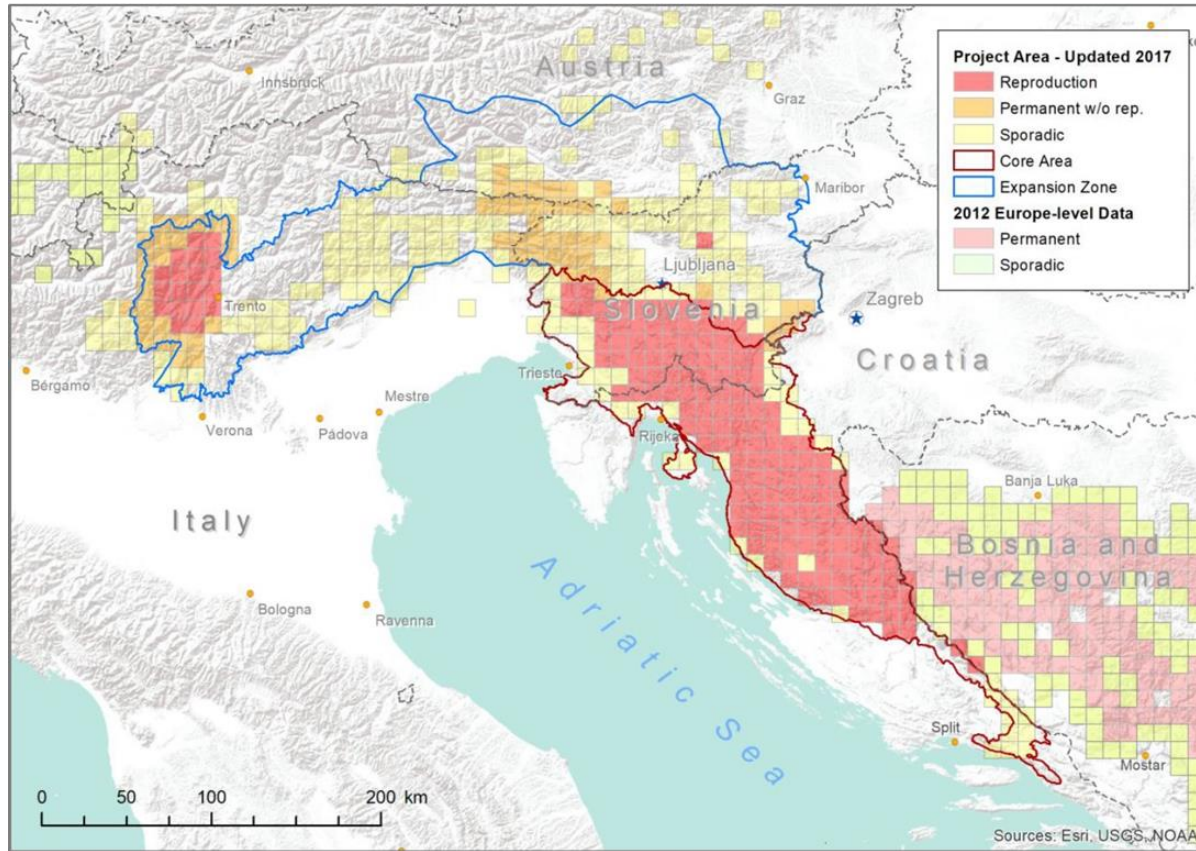 Austria
Innsbruck
Graz
Project Area - Updated 2017
Reproduction
Permanent w/o rep.
Sporadic
Core Area
Expansion Zone
2012 Europe-level Data
Permanent
Sporadic
Maribor
Ljubljana
Trento
Slovenia
Zagreb
Croatia
Bérgamo
Trieste
Mestre
Verona
Pádova
Rijeka
Banja Luka
Italy
Bosnia and
Herzegovina
Adriatic Sea
Bologna
Ravenna
Split
Mostar
0 50 100 200 km
Sources: Esri, USGS, NOAA